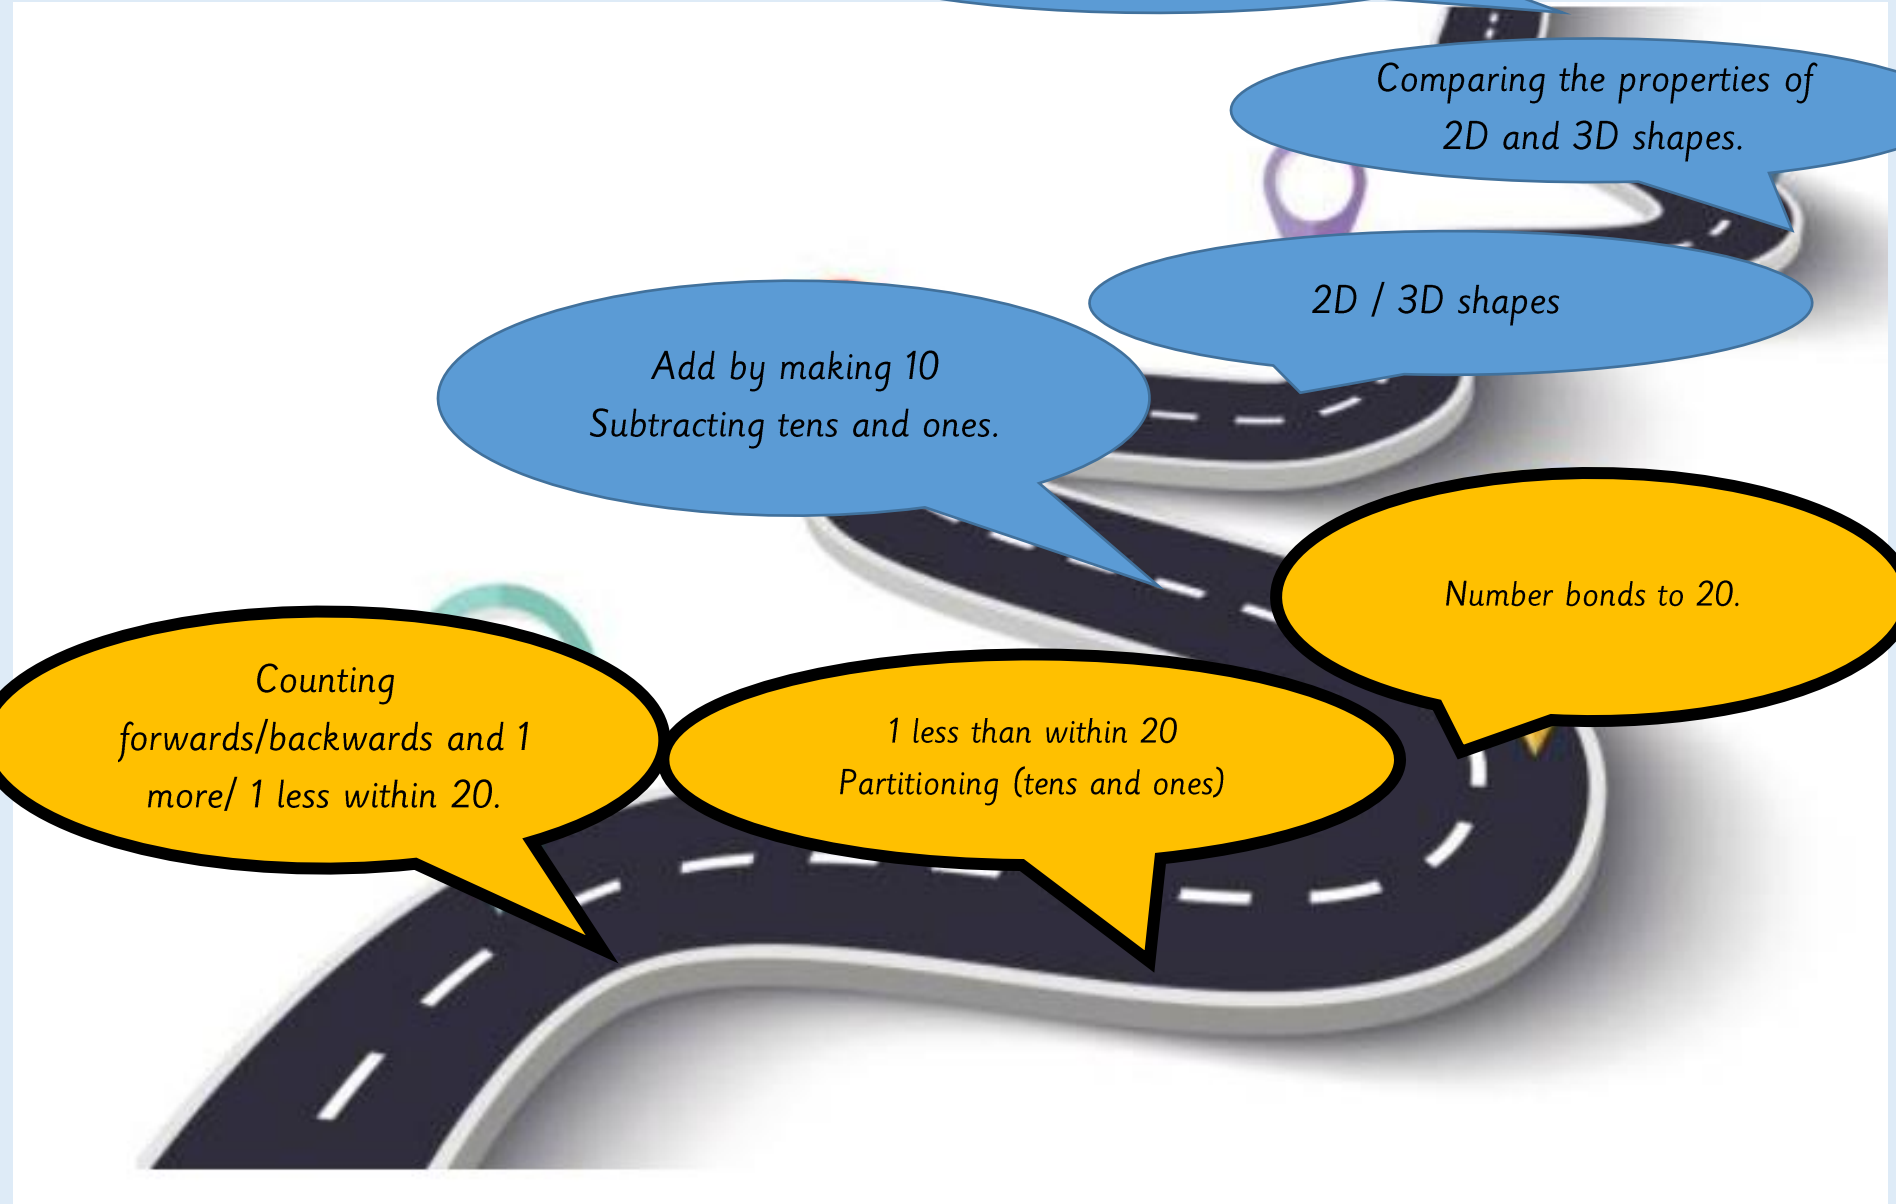 Comparing the properties of
2D and 3D shapes.
2D / 3D shapes
Add by making 10
Subtracting tens and ones.
Number bonds to 20.
Counting
forwards/backwards and 1
more/ 1 less within 20.
1 less than within 20
Partitioning (tens and ones)